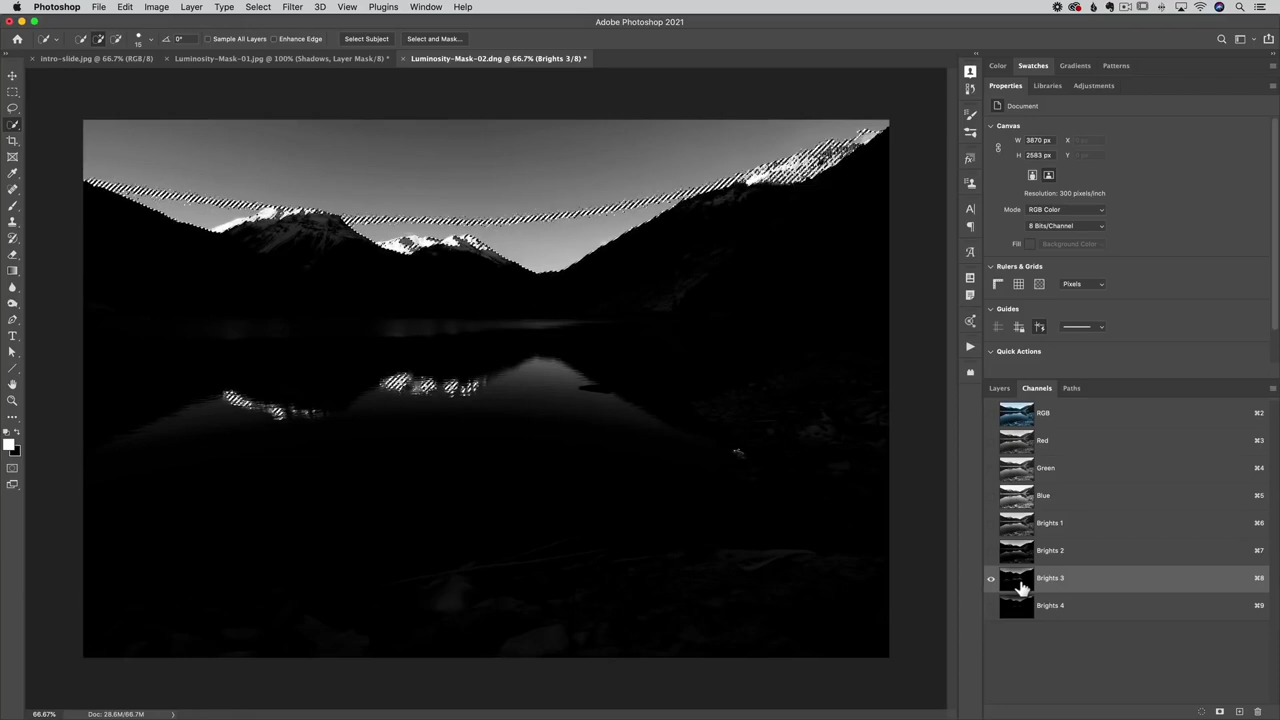 Photoshop File Edit Image Layer Type Select Filter 3D View Plugins Window Help
Adobe Photoshop 2021
15 0° Sample All Layers Enhance Edge Select Subject Select and Mask...
intro-slide.jpg @ 66.7% (RGB/8) Luminosity-Mask-01.jpg @ 100% (Shadows, Layer Mask/8) * Luminosity-Mask-02.dng @ 66.7% (Brights 3/8) *
Color Swatches Gradients Patterns
Properties Libraries Adjustments
Document
Canvas
W 3870 px X
H 2583 px Y
Resolution: 300 pixels/inch
Mode RGB Color
8 Bits/Channel
Fill Background Color
Rulers & Grids
Pixels
Guides
Quick Actions
Layers Channels Paths
RGB ⌘2
Red ⌘3
Green ⌘4
Blue ⌘5
Brights 1 ⌘6
Brights 2 ⌘7
Brights 3 ⌘8
Brights 4 ⌘9
66.67% Doc: 28.6M/66.7M